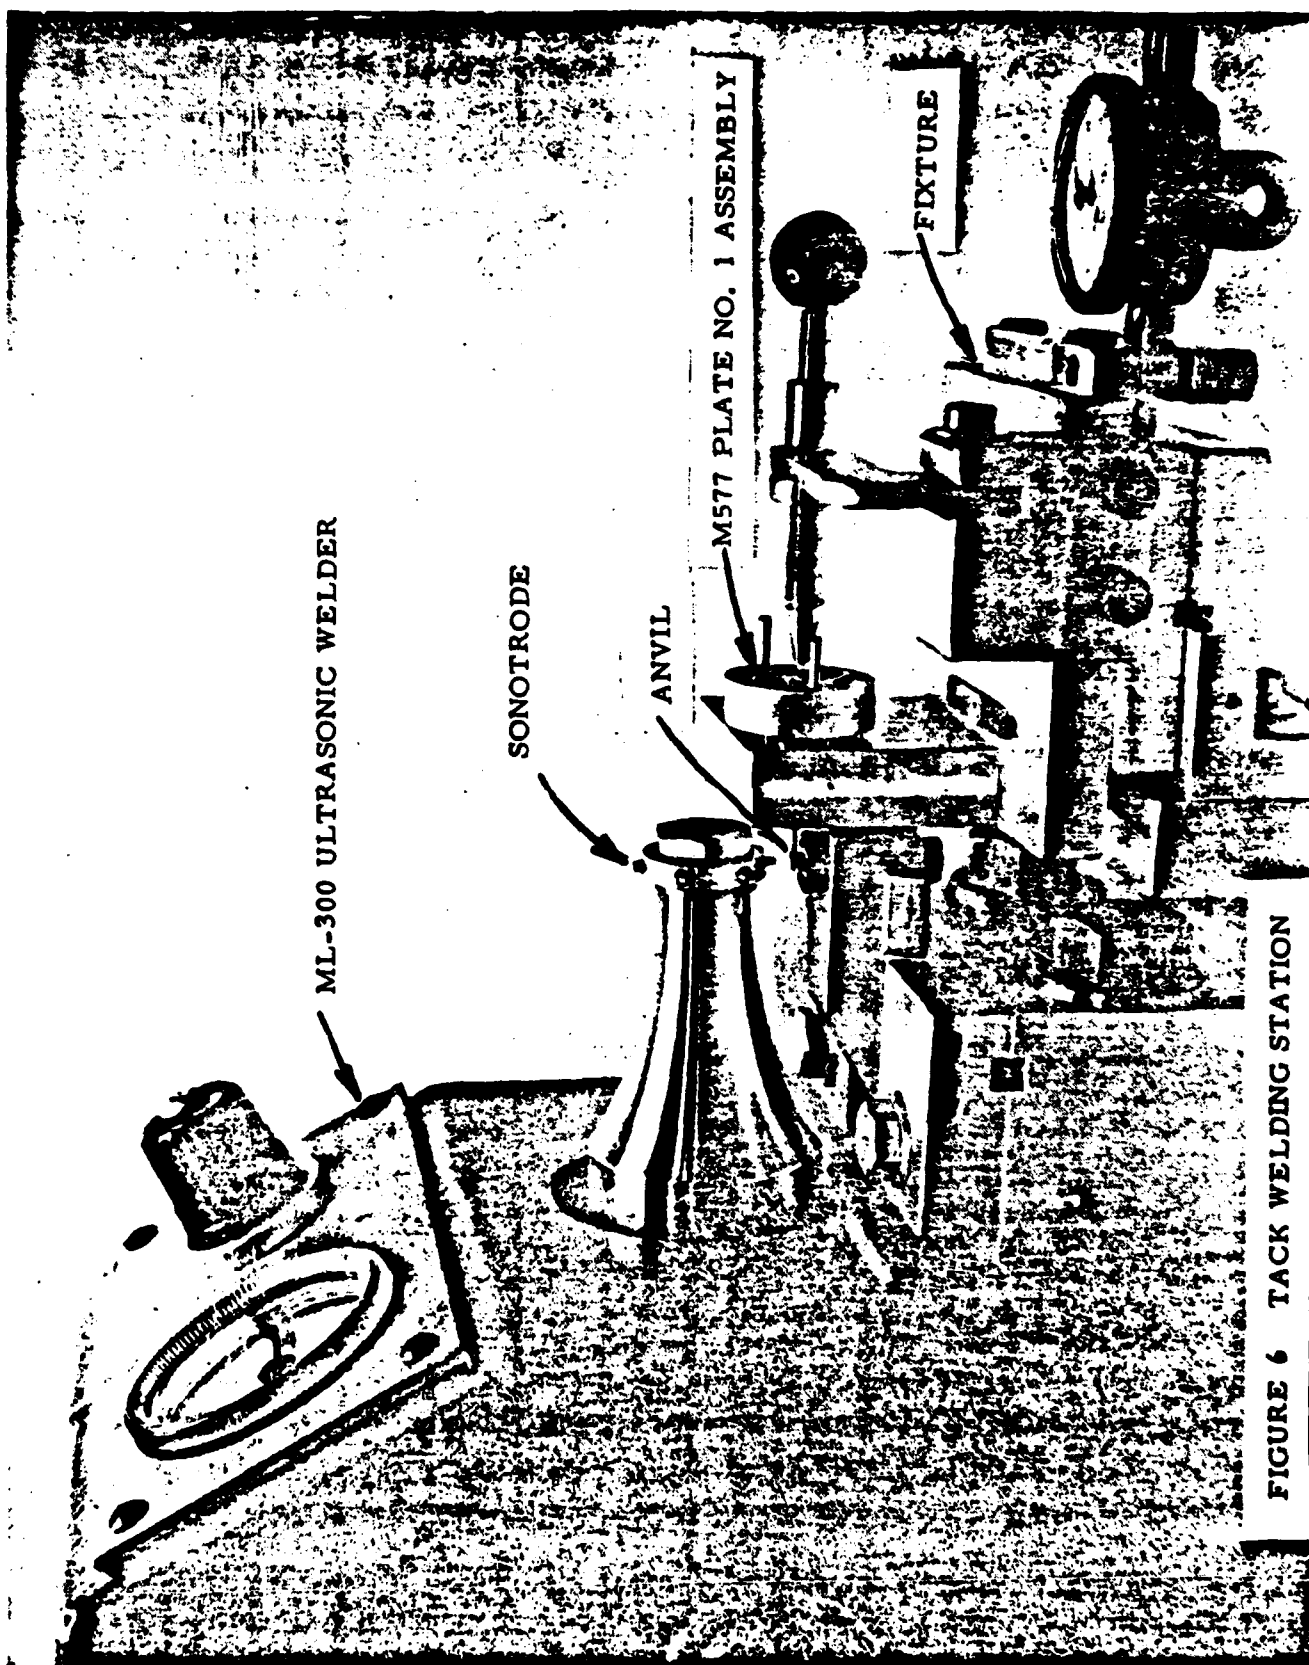 ML-300 ULTRASONIC WELDER
SONOTRODE
ANVIL
M577 PLATE NO. 1 ASSEMBLY
FIXTURE
FIGURE 6 TACK WELDING STATION